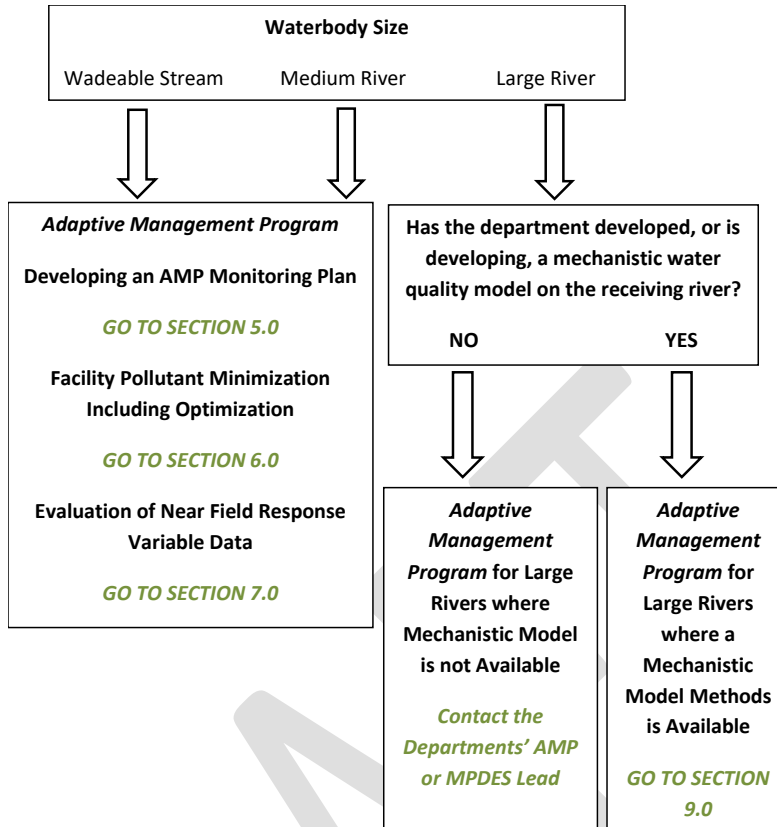 Waterbody Size
Wadeable Stream Medium River Large River
Adaptive Management Program
Developing an AMP Monitoring Plan
GO TO SECTION 5.0
Facility Pollutant Minimization
Including Optimization
GO TO SECTION 6.0
Evaluation of Near Field Response
Variable Data
GO TO SECTION 7.0
Has the department developed, or is
developing, a mechanistic water
quality model on the receiving river?
NO YES
Adaptive
Management
Program for Large
Rivers where
Mechanistic Model
is not Available
Contact the
Departments’ AMP
or MPDES Lead
Adaptive
Management
Program for
Large Rivers
where a
Mechanistic
Model Methods
is Available
GO TO SECTION
9.0